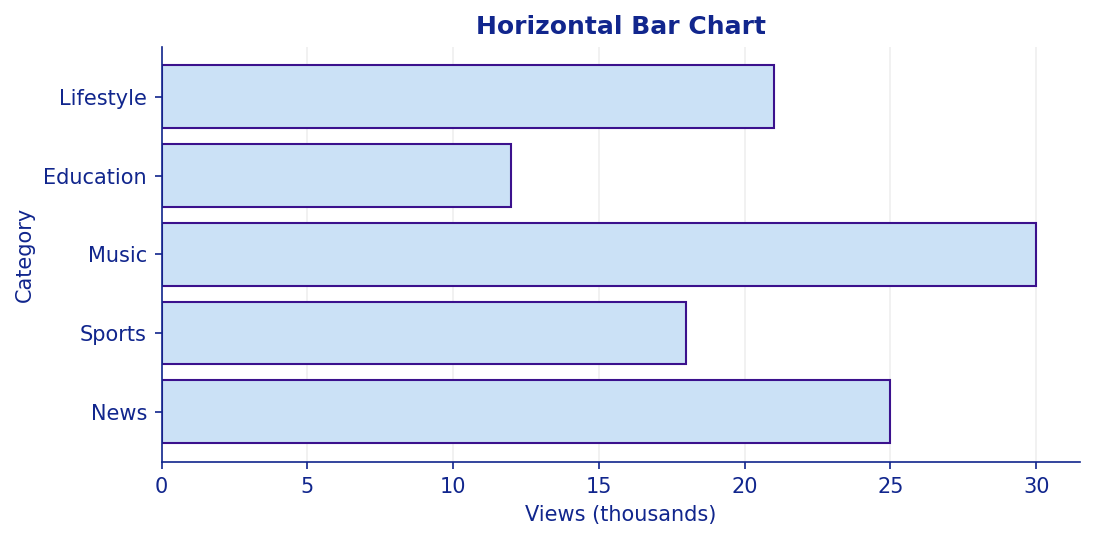 Horizontal Bar Chart
Category
Lifestyle
Education
Music
Sports
News
0 5 10 15 20 25 30
Views (thousands)